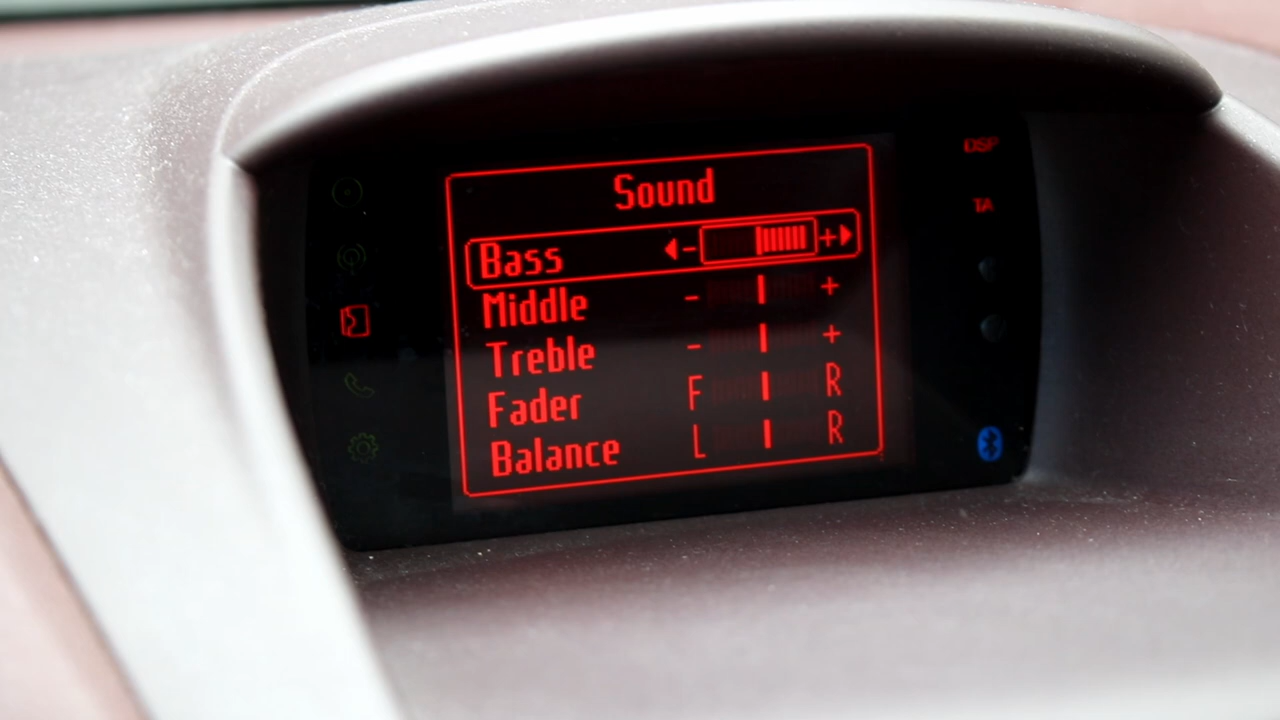 Sound
Bass - +
Middle - +
Treble - +
Fader F R
Balance L R
DSP
TA